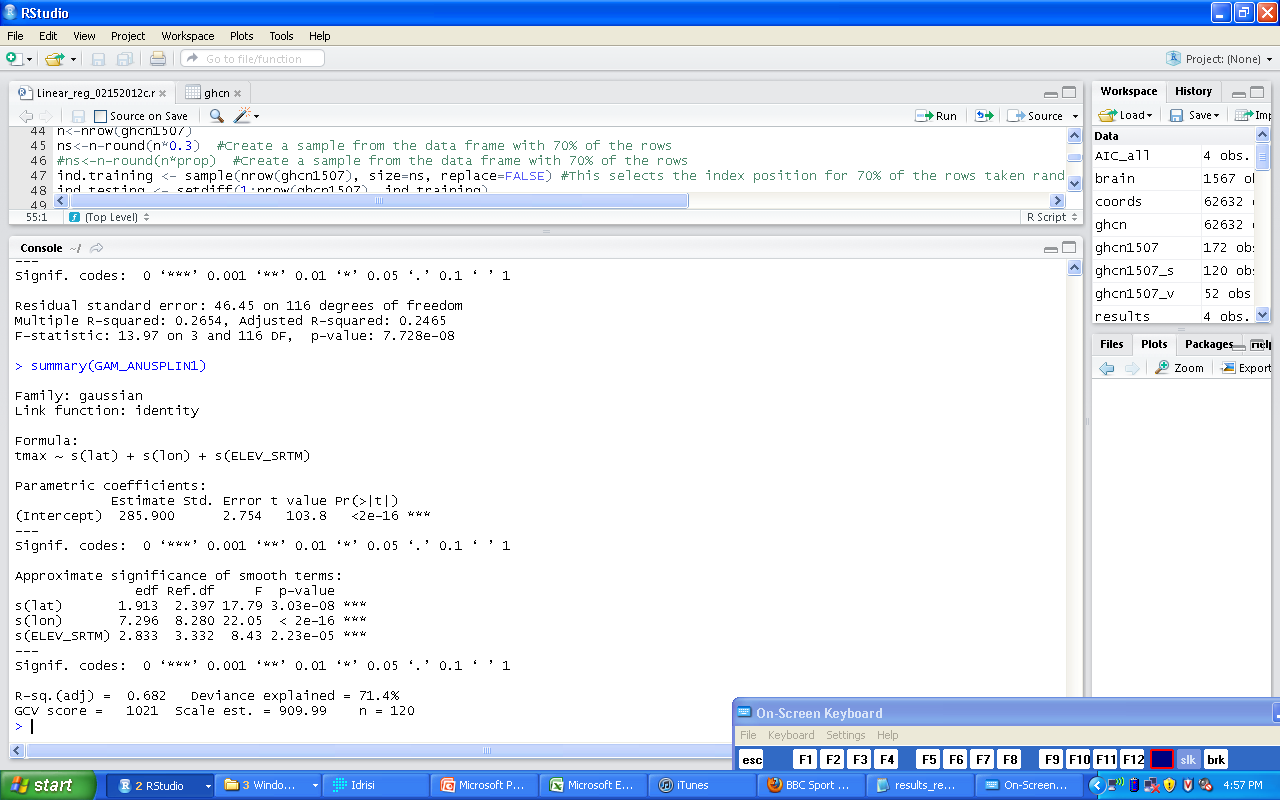 RStudio
File Edit View Project Workspace Plots Tools Help
Go to file/function
Project: (None)
Linear_reg_02152012c.r
ghcn
Source on Save
Run
Source
44 n<-nrow(ghcn1507)
45 ns<-n-round(n*0.3) #Create a sample from the data frame with 70% of the rows
46 #ns<-n-round(n*prop) #Create a sample from the data frame with 70% of the rows
47 ind.training <- sample(nrow(ghcn1507), size=ns, replace=FALSE) #This selects the index position for 70% of the rows taken rand
48 ind.testing <- setdiff(1:nrow(ghcn1507), ind.training)
49
55:1 (Top Level) R Script
Console ~/
---
Signif. codes: 0 ‘***’ 0.001 ‘**’ 0.01 ‘*’ 0.05 ‘.’ 0.1 ‘ ’ 1
Residual standard error: 46.45 on 116 degrees of freedom
Multiple R-squared: 0.2654, Adjusted R-squared: 0.2465
F-statistic: 13.97 on 3 and 116 DF, p-value: 7.728e-08
> summary(GAM_ANUSPLIN1)
Family: gaussian
Link function: identity
Formula:
tmax ~ s(lat) + s(lon) + s(ELEV_SRTM)
Parametric coefficients:
Estimate Std. Error t value Pr(>|t|)
(Intercept) 285.900 2.754 103.8 <2e-16 ***
---
Signif. codes: 0 ‘***’ 0.001 ‘**’ 0.01 ‘*’ 0.05 ‘.’ 0.1 ‘ ’ 1
Approximate significance of smooth terms:
edf Ref.df F p-value
s(lat) 1.913 2.397 17.79 3.03e-08 ***
s(lon) 7.296 8.280 22.05 < 2e-16 ***
s(ELEV_SRTM) 2.833 3.332 8.43 2.23e-05 ***
---
Signif. codes: 0 ‘***’ 0.001 ‘**’ 0.01 ‘*’ 0.05 ‘.’ 0.1 ‘ ’ 1
R-sq.(adj) = 0.682 Deviance explained = 71.4%
GCV score = 1021 Scale est. = 909.99 n = 120
>
Workspace History
Load Save Imp
Data
AIC_all 4 obs.
brain 1567 ob
coords 62632 o
ghcn 62632 o
ghcn1507 172 obs
ghcn1507_s 120 obs
ghcn1507_v 52 obs
results 4 obs.
Files Plots Packages Help
Zoom Export
On-Screen Keyboard
File Keyboard Settings Help
esc F1 F2 F3 F4 F5 F6 F7 F8 F9 F10 F11 F12 slk brk
start
2 RStudio
3 Windo...
Idrisi
Microsoft P...
Microsoft E...
iTunes
BBC Sport ...
results_re...
On-Screen...
4:57 PM